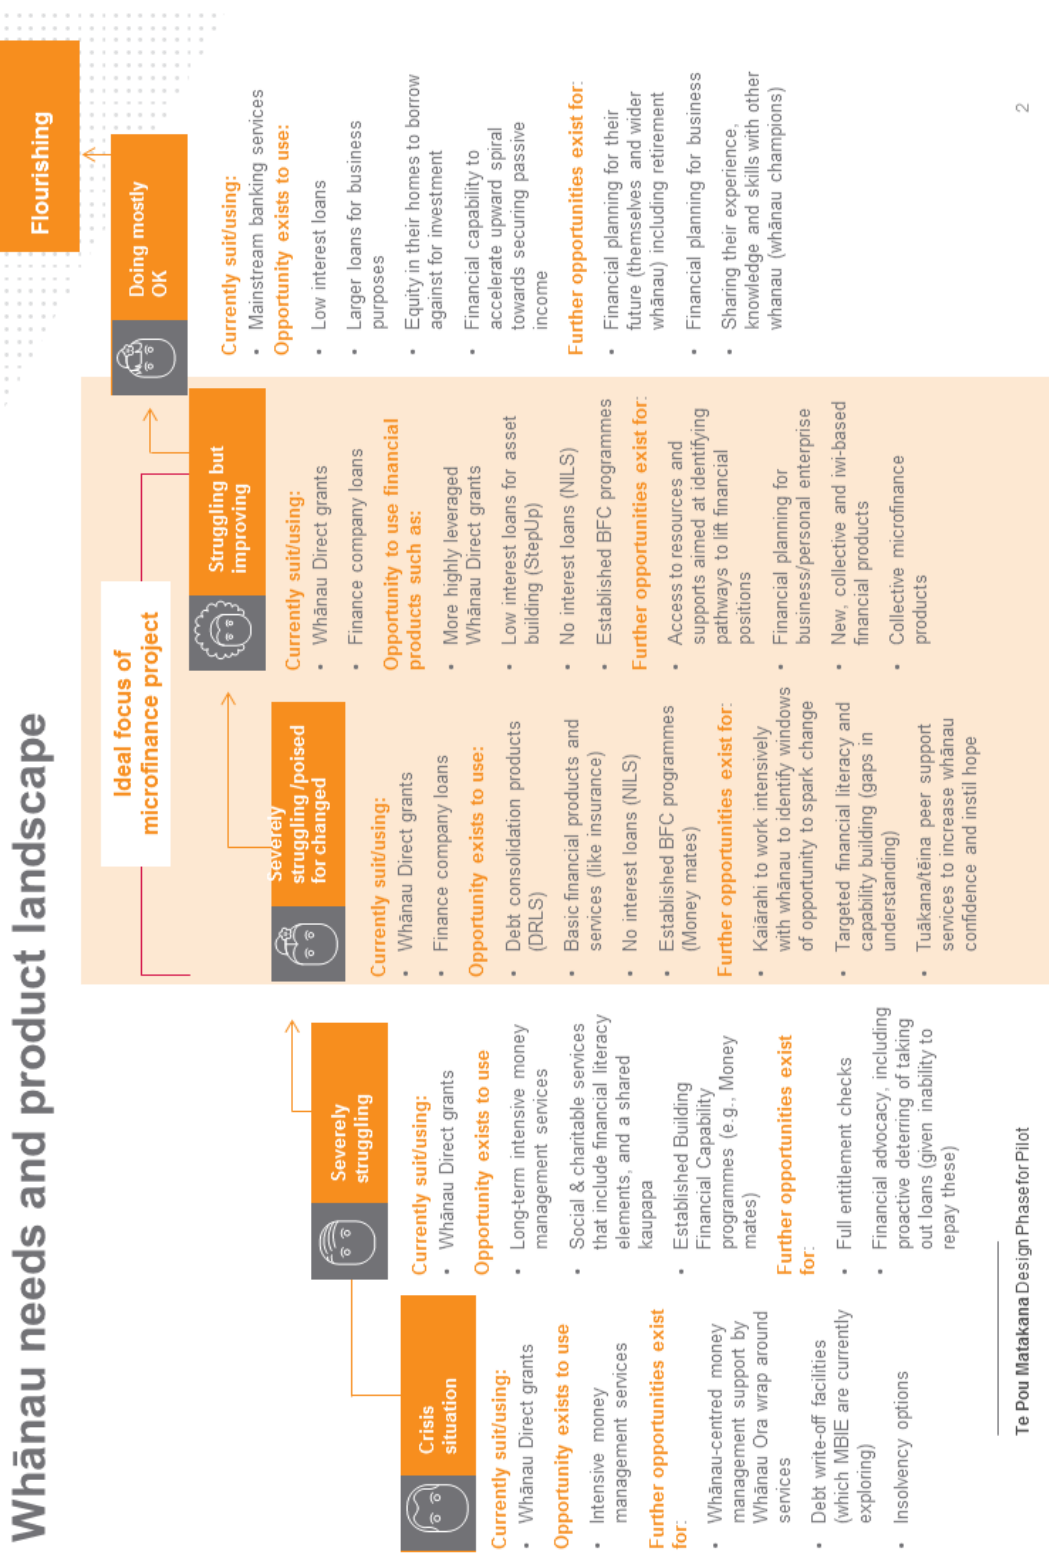 Whānau needs and product landscape
Crisis
situation
Currently suit/using:
• Whānau Direct grants
Opportunity exists to use
• Intensive money
management services
Further opportunities exist
for:
• Whānau-centred money
management support by
Whānau Ora wrap around
services
• Debt write-off facilities
(which MBIE are currently
exploring)
• Insolvency options
Severely
struggling
Currently suit/using:
• Whānau Direct grants
Opportunity exists to use
• Long-term intensive money
management services
• Social & charitable services
that include financial literacy
elements, and a shared
kaupapa
• Established Building
Financial Capability
programmes (e.g., Money
mates)
Further opportunities exist
for:
• Full entitlement checks
• Financial advocacy, including
proactive deterring of taking
out loans (given inability to
repay these)
Ideal focus of
microfinance project
Severely
struggling /poised
for changed
Currently suit/using:
• Whānau Direct grants
• Finance company loans
Opportunity exists to use:
• Debt consolidation products
(DRLS)
• Basic financial products and
services (like insurance)
• No interest loans (NILS)
• Established BFC programmes
(Money mates)
Further opportunities exist for:
• Kaiārahi to work intensively
with whānau to identify windows
of opportunity to spark change
• Targeted financial literacy and
capability building (gaps in
understanding)
• Tuākana/tēina peer support
services to increase whānau
confidence and instil hope
Struggling but
improving
Currently suit/using:
• Whānau Direct grants
• Finance company loans
Opportunity to use financial
products such as:
• More highly leveraged
Whānau Direct grants
• Low interest loans for asset
building (StepUp)
• No interest loans (NILS)
• Established BFC programmes
Further opportunities exist for:
• Access to resources and
supports aimed at identifying
pathways to lift financial
positions
• Financial planning for
business/personal enterprise
• New, collective and iwi-based
financial products
• Collective microfinance
products
Doing mostly
OK
Currently suit/using:
• Mainstream banking services
Opportunity exists to use:
• Low interest loans
• Larger loans for business
purposes
• Equity in their homes to borrow
against for investment
• Financial capability to
accelerate upward spiral
towards securing passive
income
Further opportunities exist for:
• Financial planning for their
future (themselves and wider
whānau) including retirement
• Financial planning for business
• Sharing their experience,
knowledge and skills with other
whanau (whānau champions)
Flourishing
Te Pou Matakana Design Phase for Pilot
2